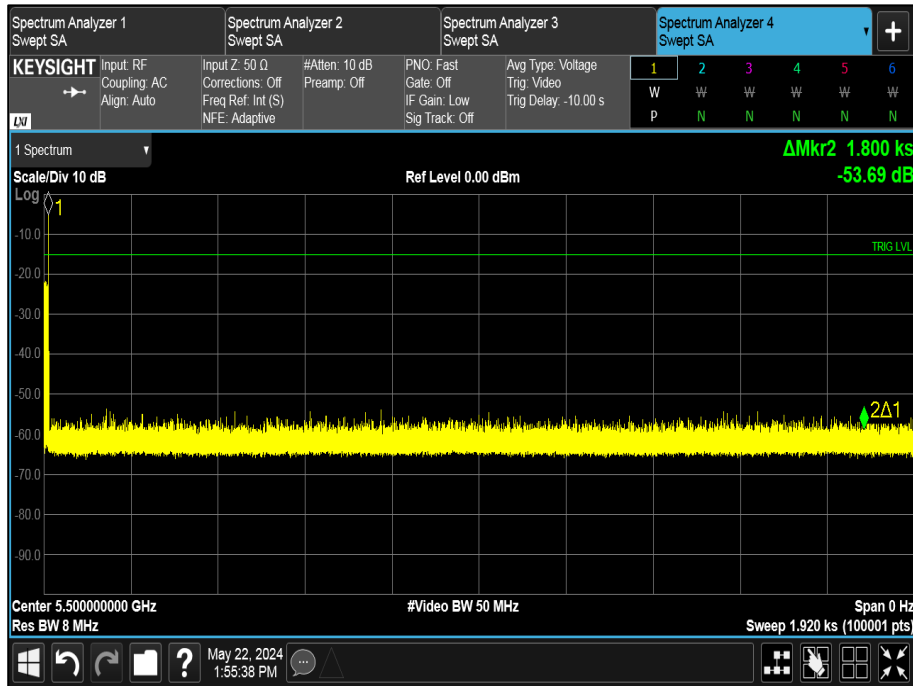 Spectrum Analyzer 1
Swept SA
Spectrum Analyzer 2
Swept SA
Spectrum Analyzer 3
Swept SA
Spectrum Analyzer 4
Swept SA
▼
+
KEYSIGHT
LXI
Input: RF
Coupling: AC
Align: Auto
Input Z: 50 Ω
Corrections: Off
Freq Ref: Int (S)
NFE: Adaptive
#Atten: 10 dB
Preamp: Off
PNO: Fast
Gate: Off
IF Gain: Low
Sig Track: Off
Avg Type: Voltage
Trig: Video
Trig Delay: -10.00 s
1 2 3 4 5 6
W W W W W W
P N N N N N
1 Spectrum ▼
ΔMkr2 1.800 ks
Scale/Div 10 dB
Ref Level 0.00 dBm
-53.69 dB
Log
1
-10.0
TRIG LVL
-20.0
-30.0
-40.0
-50.0
2Δ1
-60.0
-70.0
-80.0
-90.0
Center 5.500000000 GHz
#Video BW 50 MHz
Span 0 Hz
Res BW 8 MHz
Sweep 1.920 ks (100001 pts)
?
May 22, 2024
1:55:38 PM